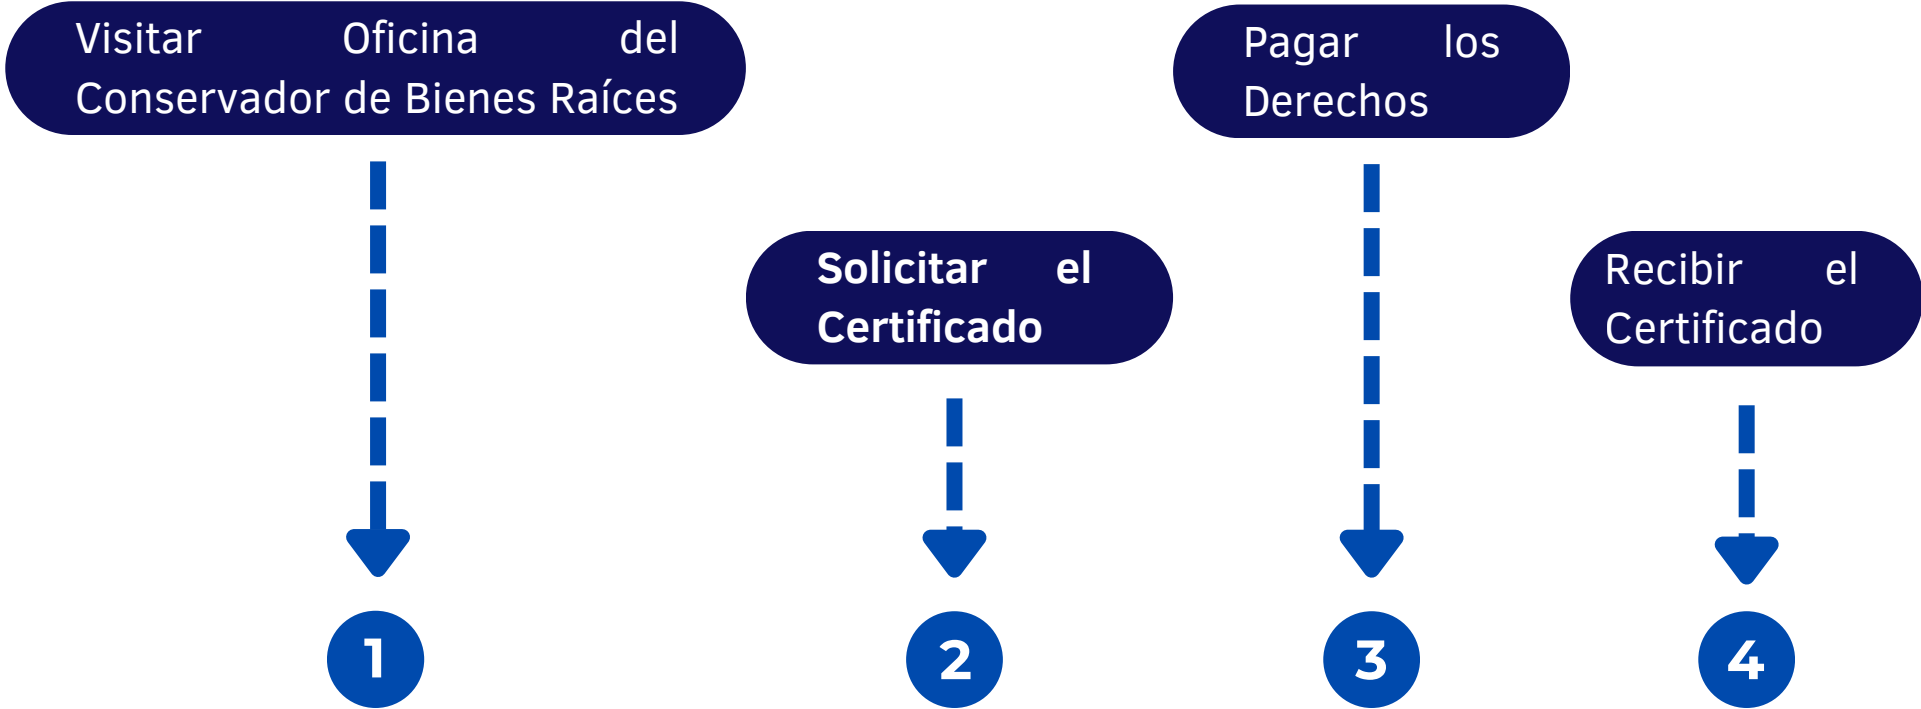 Visitar Oficina del
Conservador de Bienes Raíces
Pagar los
Derechos
Solicitar el
Certificado
Recibir el
Certificado
1
2
3
4